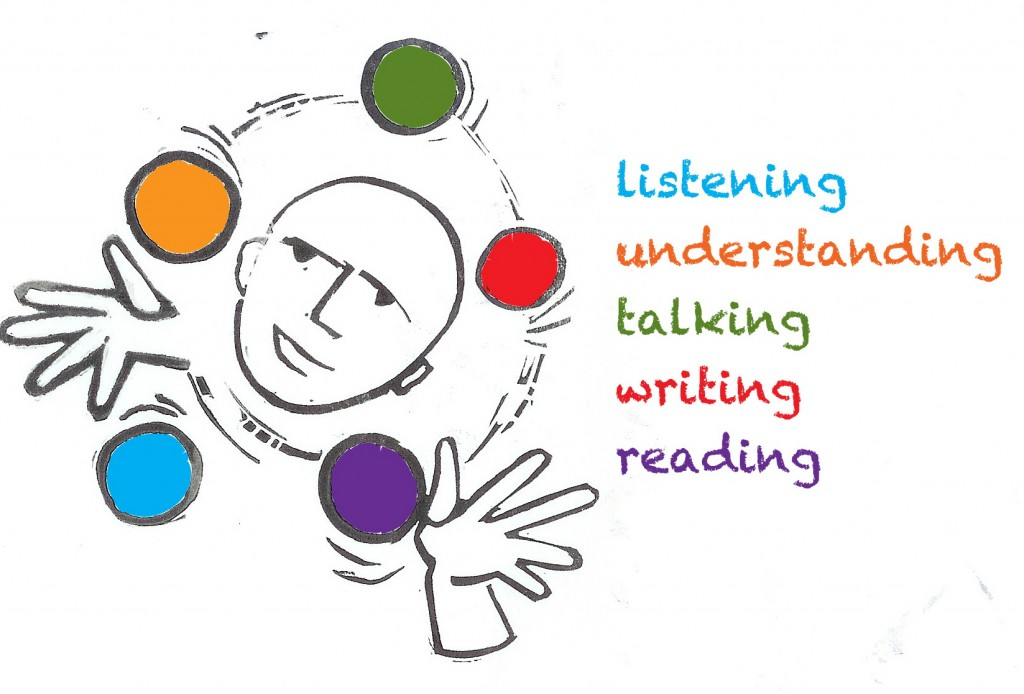 listening
understanding
talking
writing
reading